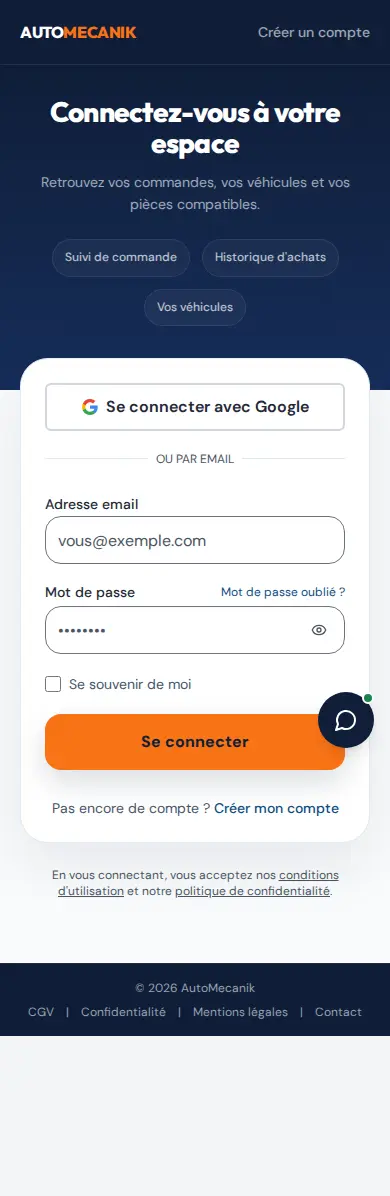 AUTOMECANIK
Créer un compte
Connectez-vous à votre
espace
Retrouvez vos commandes, vos véhicules et vos
pièces compatibles.
Suivi de commande
Historique d'achats
Vos véhicules
Se connecter avec Google
OU PAR EMAIL
Adresse email
vous@exemple.com
Mot de passe
Mot de passe oublié ?
••••••••
Se souvenir de moi
Se connecter
Pas encore de compte ? Créer mon compte
En vous connectant, vous acceptez nos conditions
d'utilisation et notre politique de confidentialité.
© 2026 AutoMecanik
CGV | Confidentialité | Mentions légales | Contact